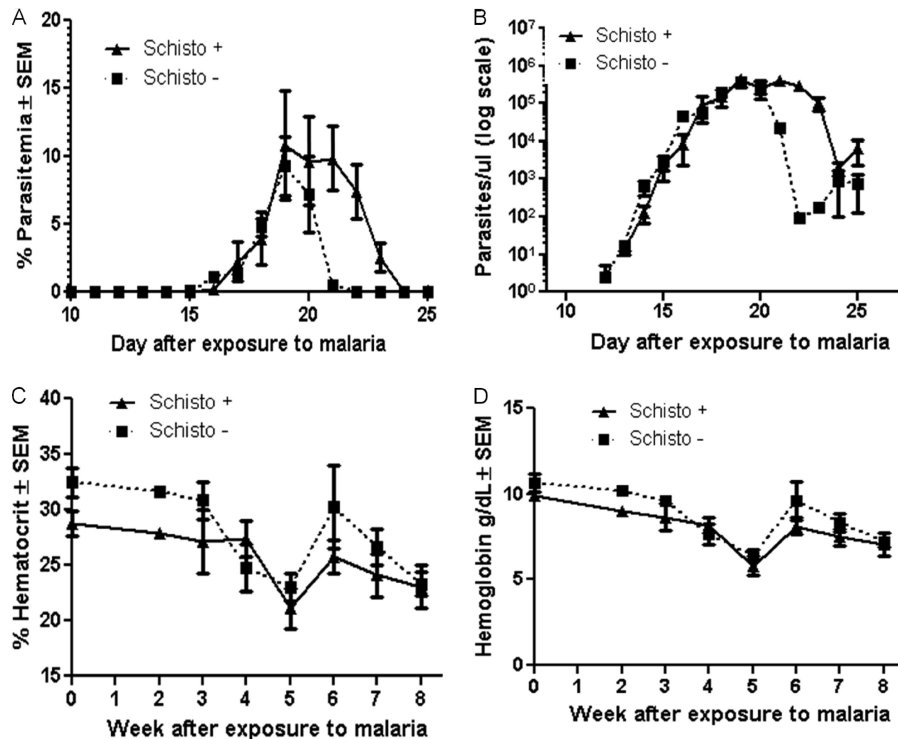 A
% Parasitemia ± SEM
20
15
10
5
0
Schisto +
Schisto -
10
15
20
25
Day after exposure to malaria
B
Parasites/ul (log scale)
10⁷
10⁶
10⁵
10⁴
10³
10²
10¹
10⁰
Schisto +
Schisto -
10
15
20
25
Day after exposure to malaria
C
% Hematocrit ± SEM
40
35
30
25
20
15
Schisto +
Schisto -
0 1 2 3 4 5 6 7 8
Week after exposure to malaria
D
Hemoglobin g/dL ± SEM
15
10
5
0
Schisto +
Schisto -
0 1 2 3 4 5 6 7 8
Week after exposure to malaria